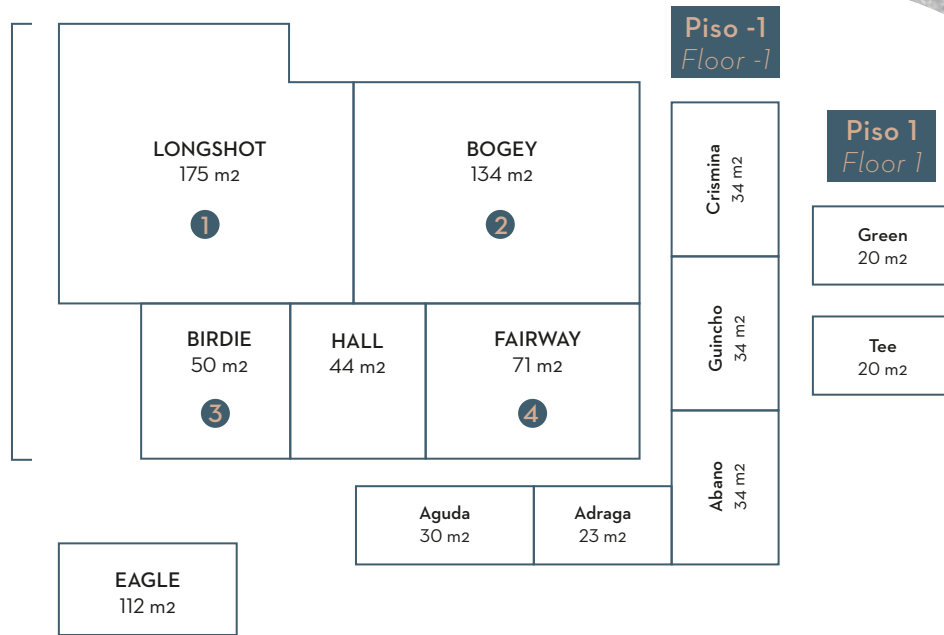 Piso -1
Floor -1
Piso 1
Floor 1
LONGSHOT
175 m2
1
BOGEY
134 m2
2
Crismina
34 m2
Green
20 m2
BIRDIE
50 m2
3
HALL
44 m2
FAIRWAY
71 m2
4
Guincho
34 m2
Tee
20 m2
Abano
34 m2
Aguda
30 m2
Adraga
23 m2
EAGLE
112 m2